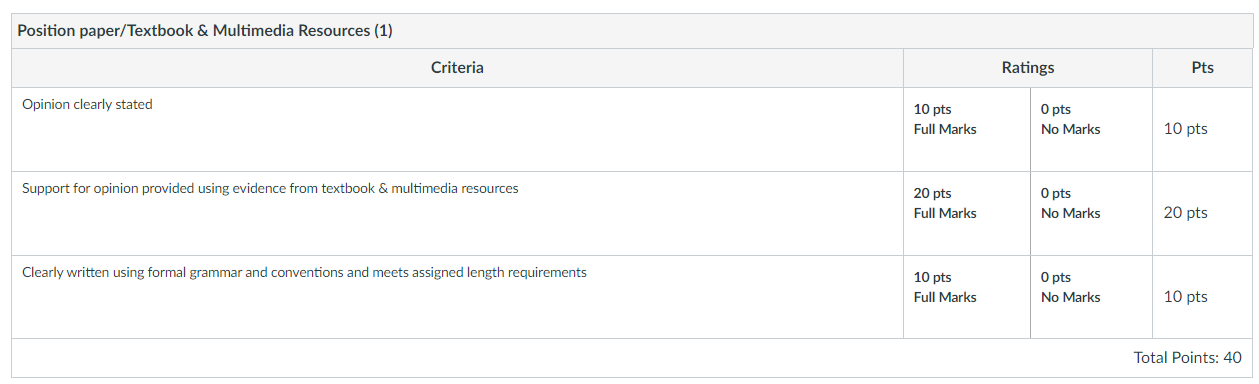 Position paper/Textbook & Multimedia Resources (1)
Criteria Ratings Pts
Opinion clearly stated
10 pts
Full Marks
0 pts
No Marks
10 pts
Support for opinion provided using evidence from textbook & multimedia resources
20 pts
Full Marks
0 pts
No Marks
20 pts
Clearly written using formal grammar and conventions and meets assigned length requirements
10 pts
Full Marks
0 pts
No Marks
10 pts
Total Points: 40